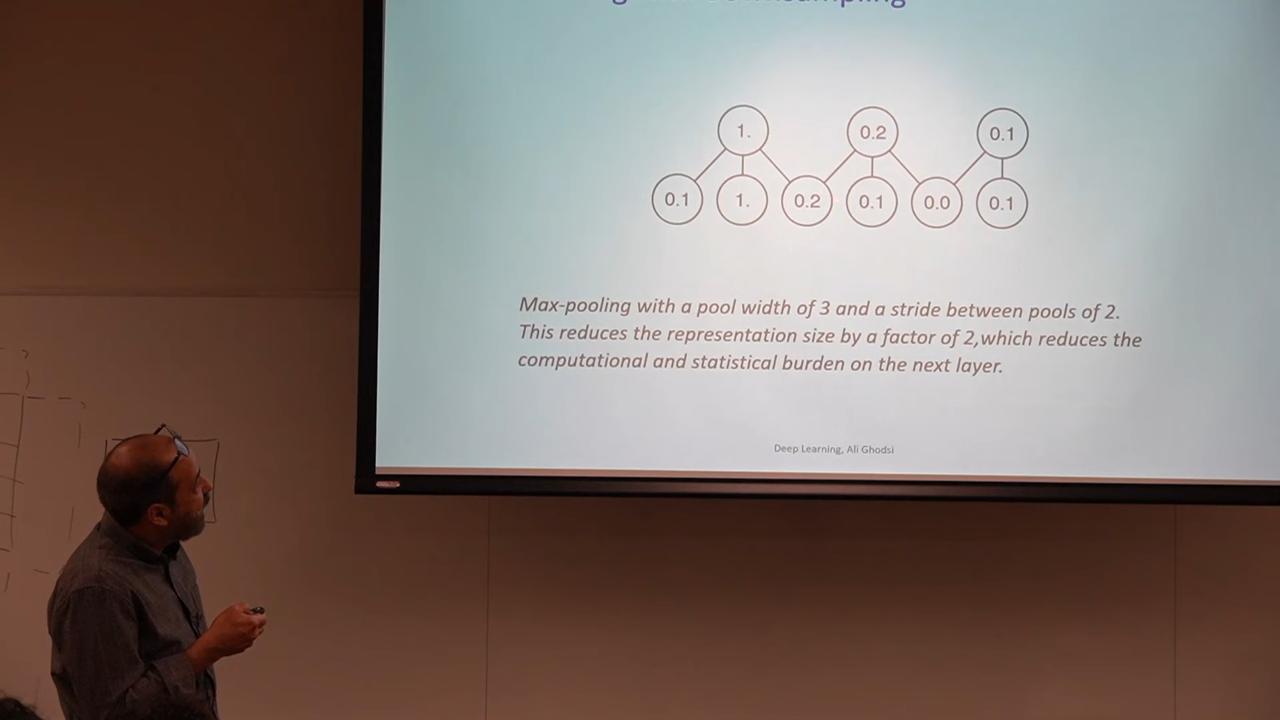 1. 0.2 0.1
0.1 1. 0.2 0.1 0.0 0.1
Max-pooling with a pool width of 3 and a stride between pools of 2.
This reduces the representation size by a factor of 2,which reduces the
computational and statistical burden on the next layer.
Deep Learning, Ali Ghodsi